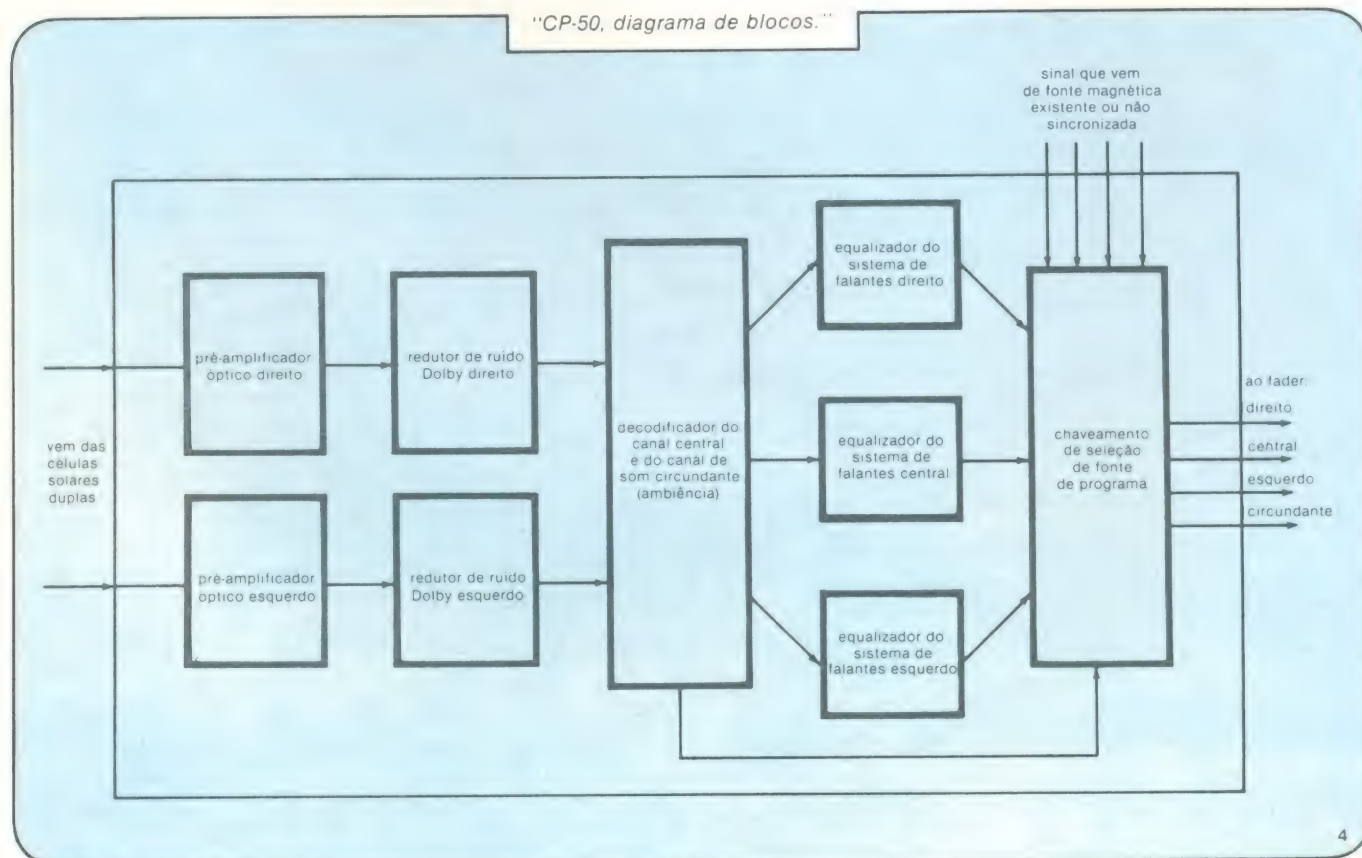 "CP-50, diagrama de blocos."
sinal que vem
de fonte magnética
existente ou não
sincronizada
vem das
células
solares
duplas
pré-amplificador
óptico direito
redutor de ruído
Dolby direito
pré-amplificador
óptico esquerdo
redutor de ruído
Dolby esquerdo
decodificador do
canal central
e do canal de
som circundante
(ambiência)
equalizador do
sistema de
falantes direito
equalizador do
sistema de
falantes central
equalizador do
sistema de
falantes esquerdo
chaveamento
de seleção
de fonte
de programa
ao fader:
direito
central
esquerdo
circundante
4